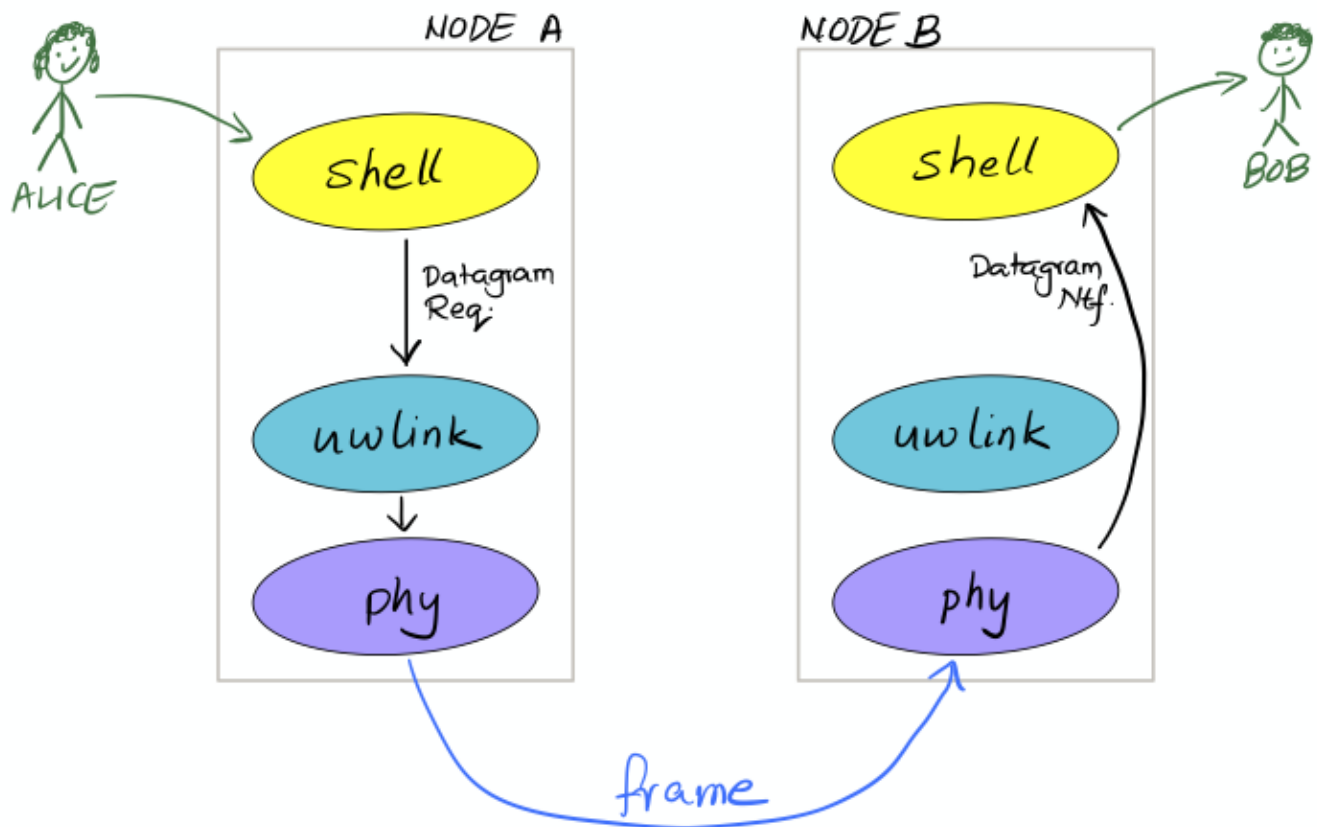 NODE A
NODE B
ALICE
shell
Datagram
Req.
uwlink
phy
shell
BOB
Datagram
Ntf.
uwlink
phy
frame